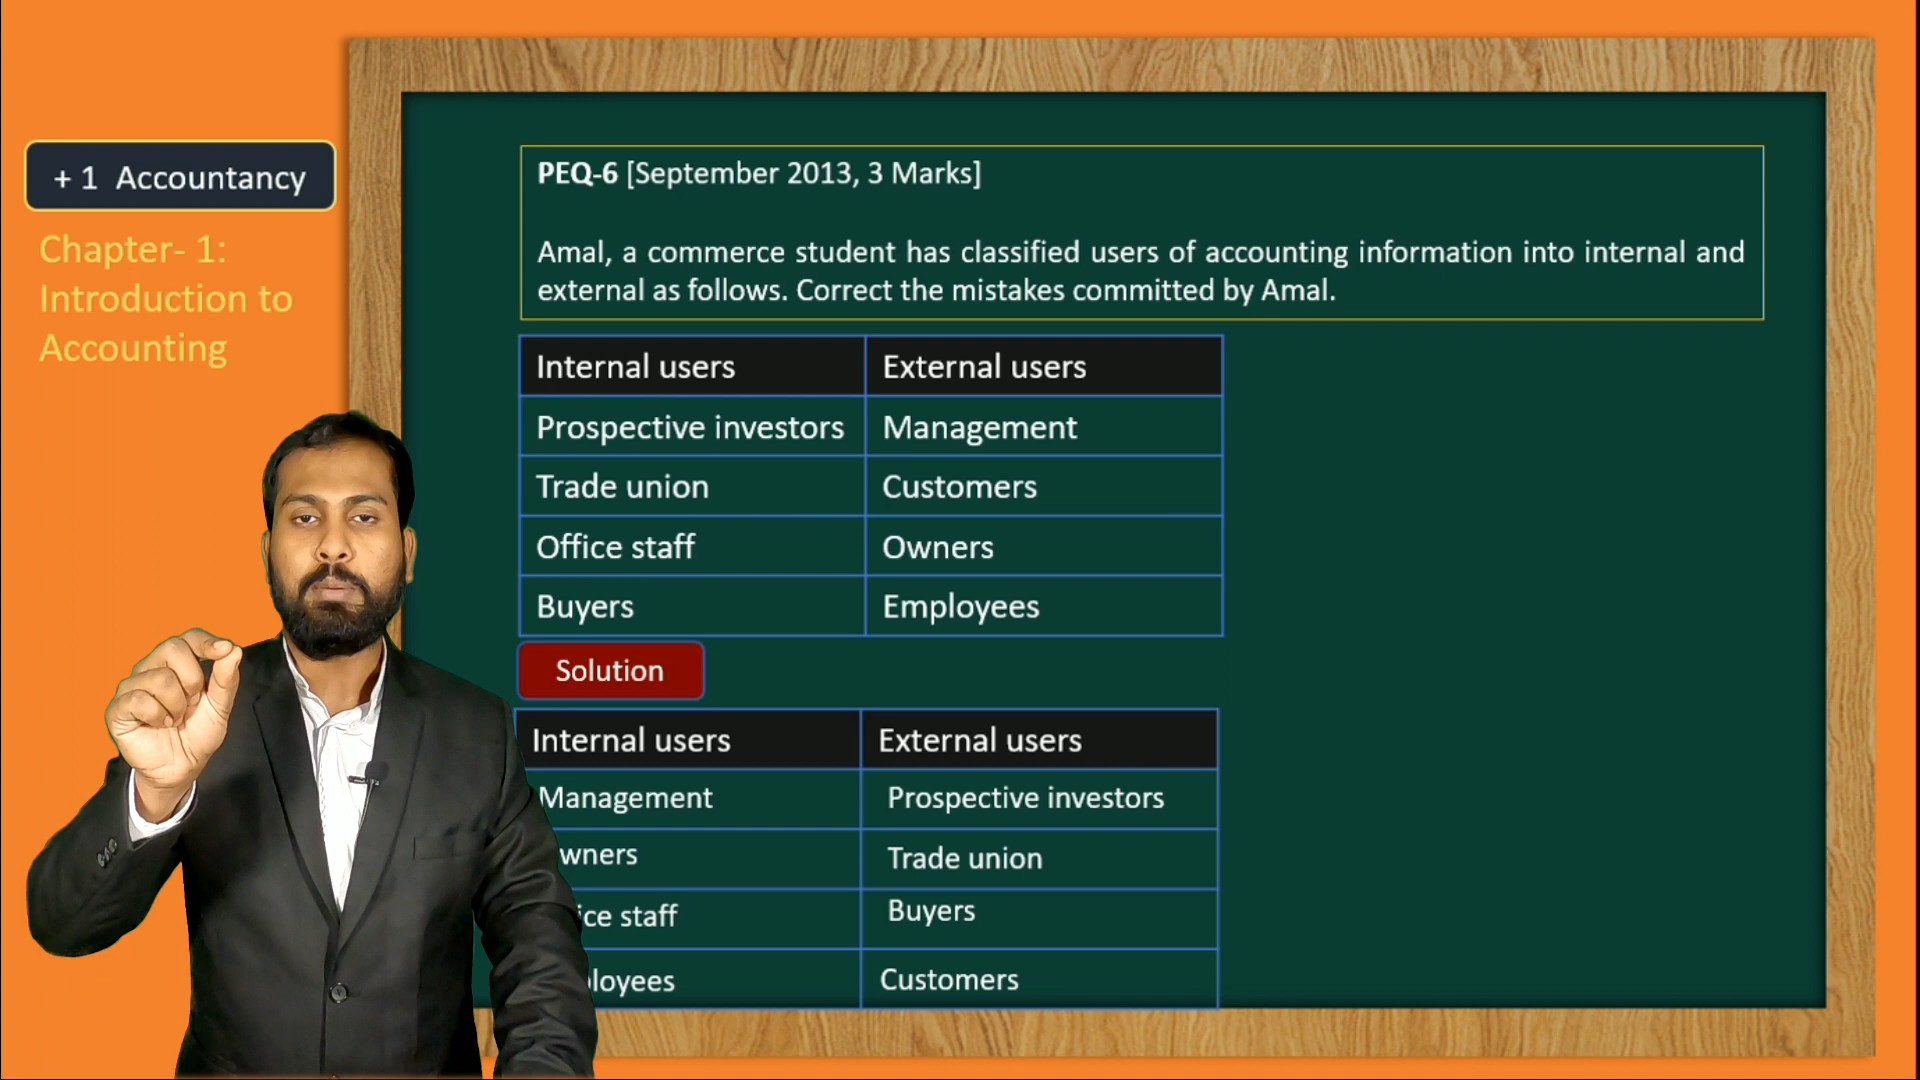 + 1 Accountancy
Chapter- 1:
Introduction to
Accounting
PEQ-6 [September 2013, 3 Marks]
Amal, a commerce student has classified users of accounting information into internal and
external as follows. Correct the mistakes committed by Amal.
Internal users External users
Prospective investors Management
Trade union Customers
Office staff Owners
Buyers Employees
Solution
Internal users External users
Management Prospective investors
wners Trade union
ice staff Buyers
loyees Customers